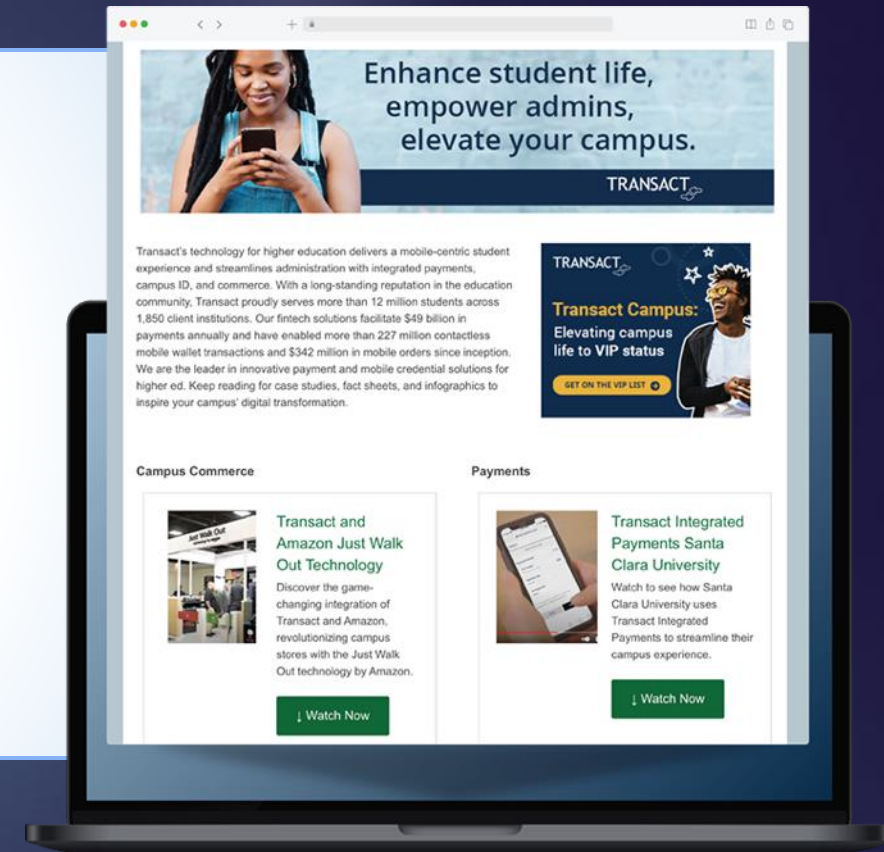 Enhance student life,
empower admins,
elevate your campus.
TRANSACT
Transact's technology for higher education delivers a mobile-centric student
experience and streamlines administration with integrated payments,
campus ID, and commerce. With a long-standing reputation in the education
community, Transact proudly serves more than 12 million students across
1,850 client institutions. Our fintech solutions facilitate $49 billion in
payments annually and have enabled more than 227 million contactless
mobile wallet transactions and $342 million in mobile orders since inception.
We are the leader in innovative payment and mobile credential solutions for
higher ed. Keep reading for case studies, fact sheets, and infographics to
inspire your campus' digital transformation.
TRANSACT
Transact Campus:
Elevating campus
life to VIP status
GET ON THE VIP LIST
Campus Commerce
Just Walk Out
Transact and
Amazon Just Walk
Out Technology
Discover the game-
changing integration of
Transact and Amazon,
revolutionizing campus
stores with the Just Walk
Out technology by Amazon.
↓ Watch Now
Payments
Transact Integrated
Payments Santa
Clara University
Watch to see how Santa
Clara University uses
Transact Integrated
Payments to streamline their
campus experience.
↓ Watch Now